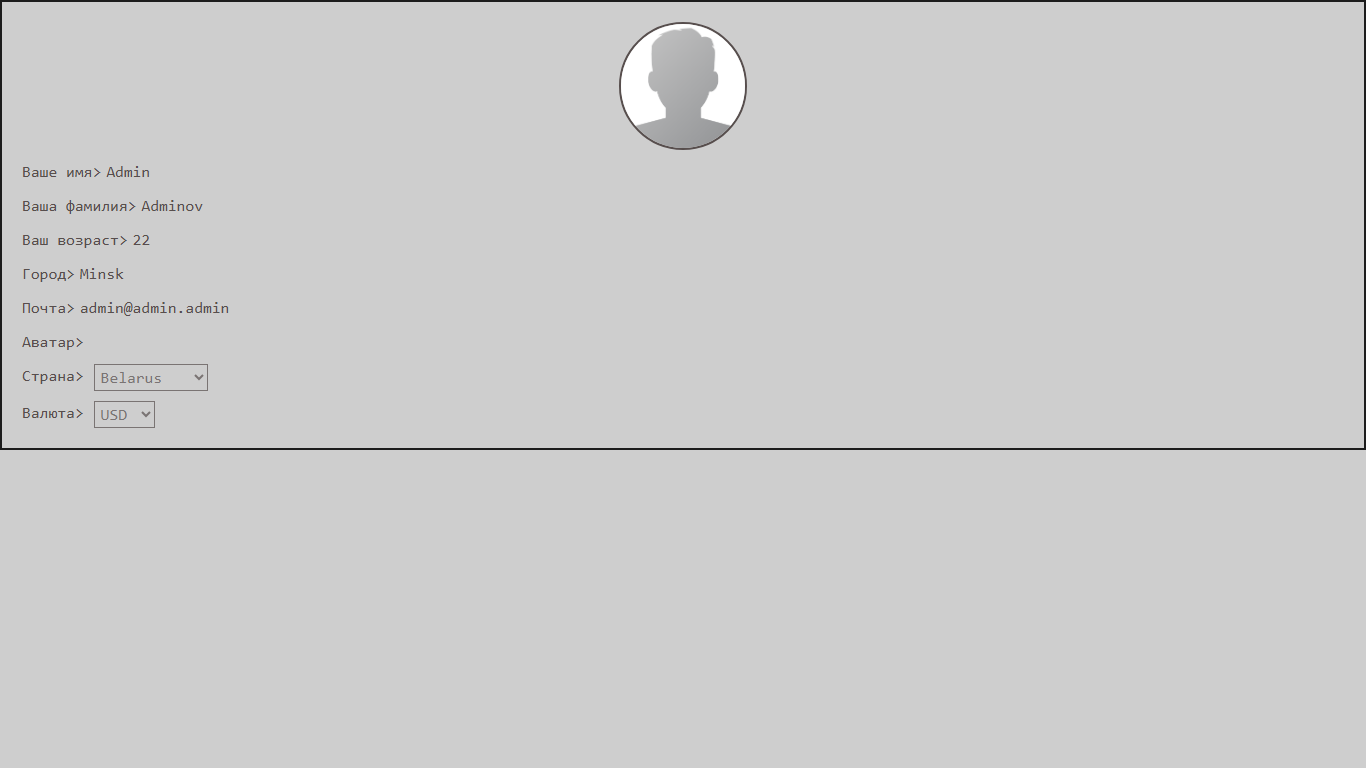 Ваше имя> Admin
Ваша фамилия> Adminov
Ваш возраст> 22
Город> Minsk
Почта> admin@admin.admin
Аватар>
Страна> Belarus
Валюта> USD